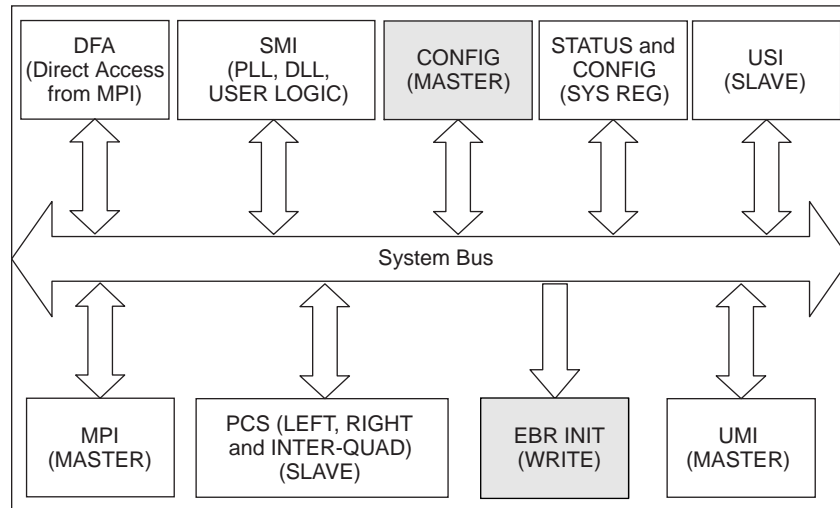 DFA
(Direct Access
from MPI)
SMI
(PLL, DLL,
USER LOGIC)
CONFIG
(MASTER)
STATUS and
CONFIG
(SYS REG)
USI
(SLAVE)
System Bus
MPI
(MASTER)
PCS (LEFT, RIGHT
and INTER-QUAD)
(SLAVE)
EBR INIT
(WRITE)
UMI
(MASTER)